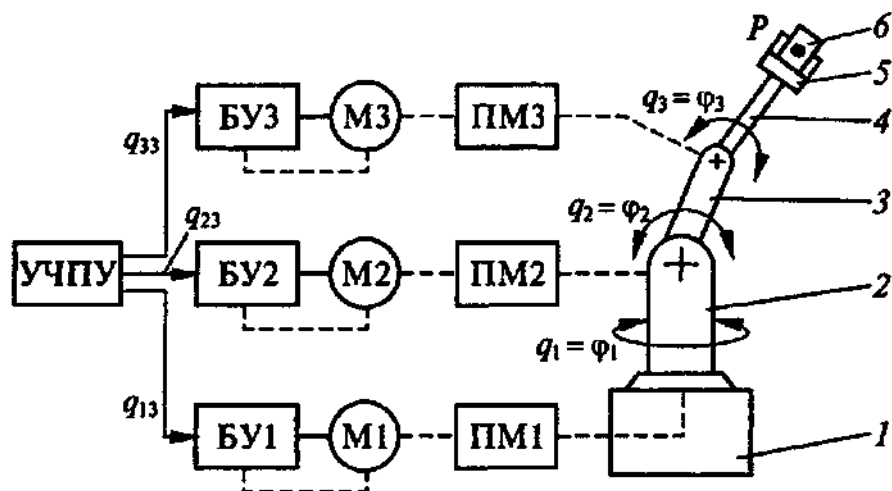 P
6
5
q₃ = φ₃
4
БУ3
М3
ПМ3
q₃₃
3
q₂₃
q₂ = φ₂
УЧПУ
БУ2
М2
ПМ2
2
q₁ = φ₁
q₁₃
БУ1
М1
ПМ1
1